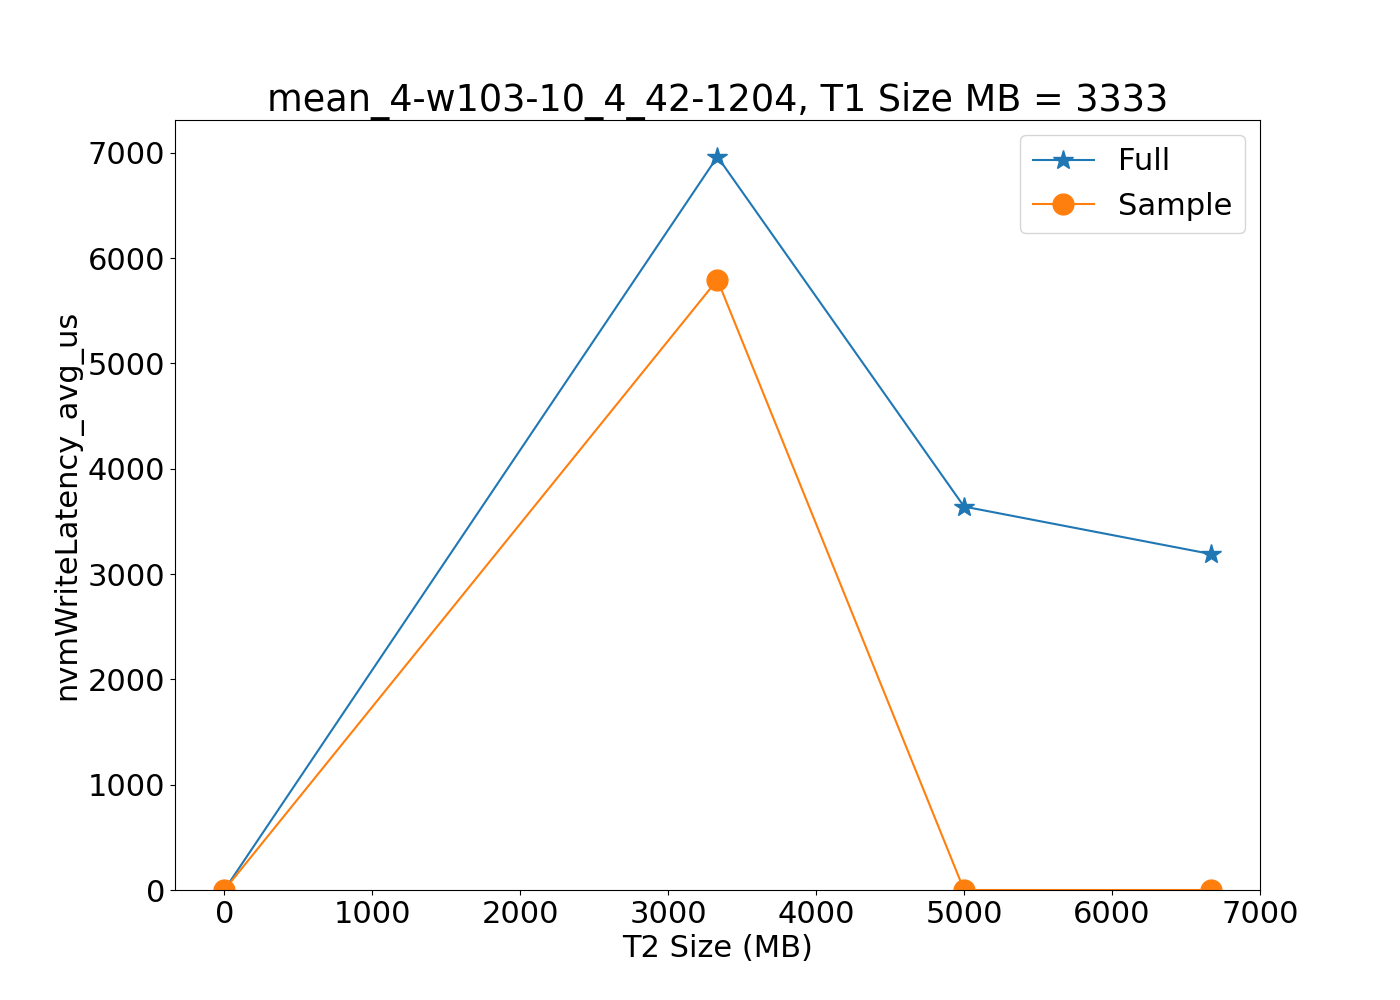 mean_4-w103-10_4_42-1204, T1 Size MB = 3333
Full
Sample
nvmWriteLatency_avg_us
7000
6000
5000
4000
3000
2000
1000
0
0 1000 2000 3000 4000 5000 6000 7000
T2 Size (MB)